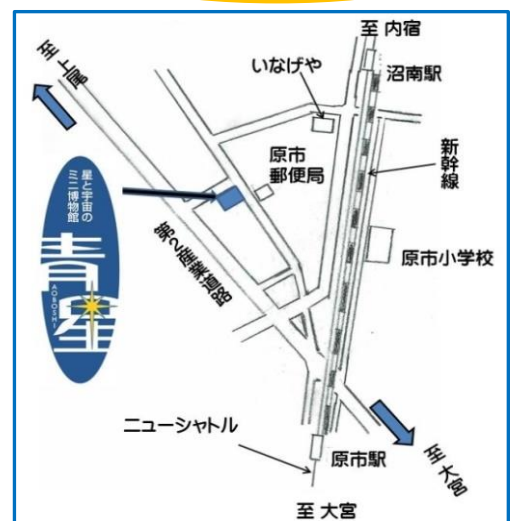 至 内宿
至上尾
いなげや
沼南駅
新幹線
原市
郵便局
星と宇宙の
ミニ博物館
青星
AOBOSHI
第2産業道路
原市小学校
ニューシャトル
原市駅
至大宮
至 大宮